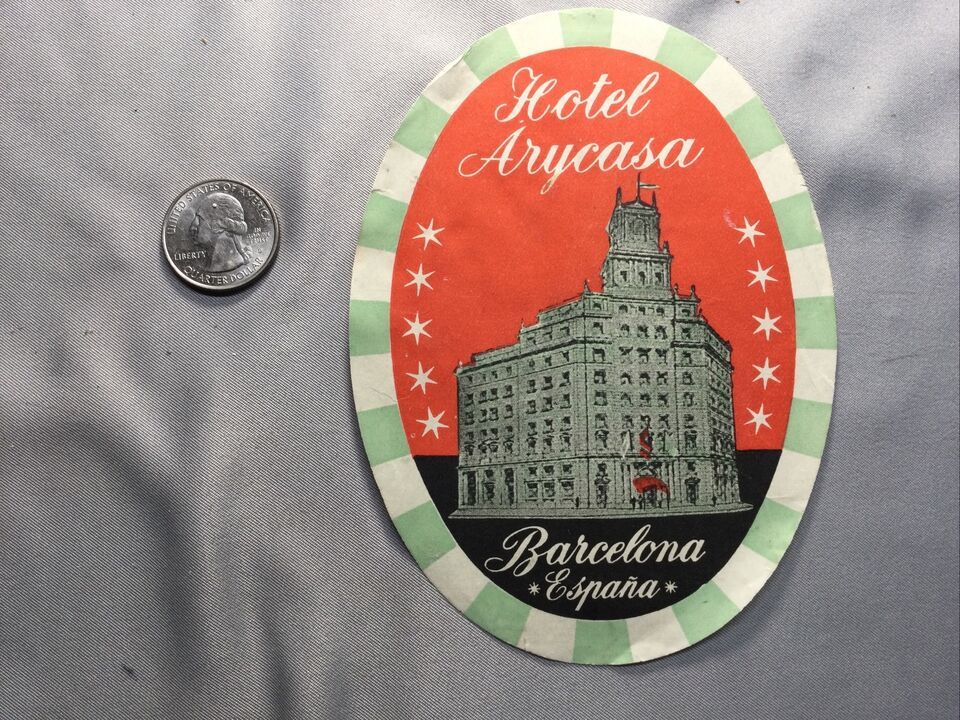 UNITED STATES OF AMERICA
LIBERTY
IN
GOD WE
TRUST
QUARTER DOLLAR
Hotel
Arycasa
Barcelona
* España *